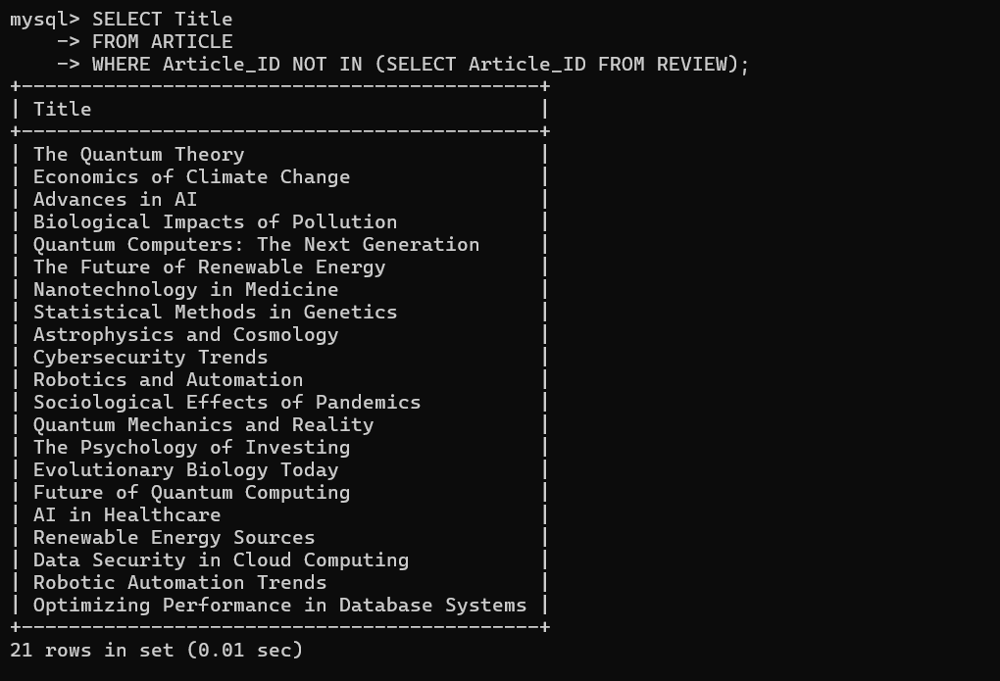 mysql> SELECT Title
    -> FROM ARTICLE
    -> WHERE Article_ID NOT IN (SELECT Article_ID FROM REVIEW);
+--------------------------------------------+
| Title                                      |
+--------------------------------------------+
| The Quantum Theory                         |
| Economics of Climate Change                |
| Advances in AI                             |
| Biological Impacts of Pollution            |
| Quantum Computers: The Next Generation     |
| The Future of Renewable Energy             |
| Nanotechnology in Medicine                 |
| Statistical Methods in Genetics            |
| Astrophysics and Cosmology                 |
| Cybersecurity Trends                       |
| Robotics and Automation                    |
| Sociological Effects of Pandemics          |
| Quantum Mechanics and Reality              |
| The Psychology of Investing                |
| Evolutionary Biology Today                 |
| Future of Quantum Computing                |
| AI in Healthcare                           |
| Renewable Energy Sources                   |
| Data Security in Cloud Computing           |
| Robotic Automation Trends                  |
| Optimizing Performance in Database Systems |
+--------------------------------------------+
21 rows in set (0.01 sec)